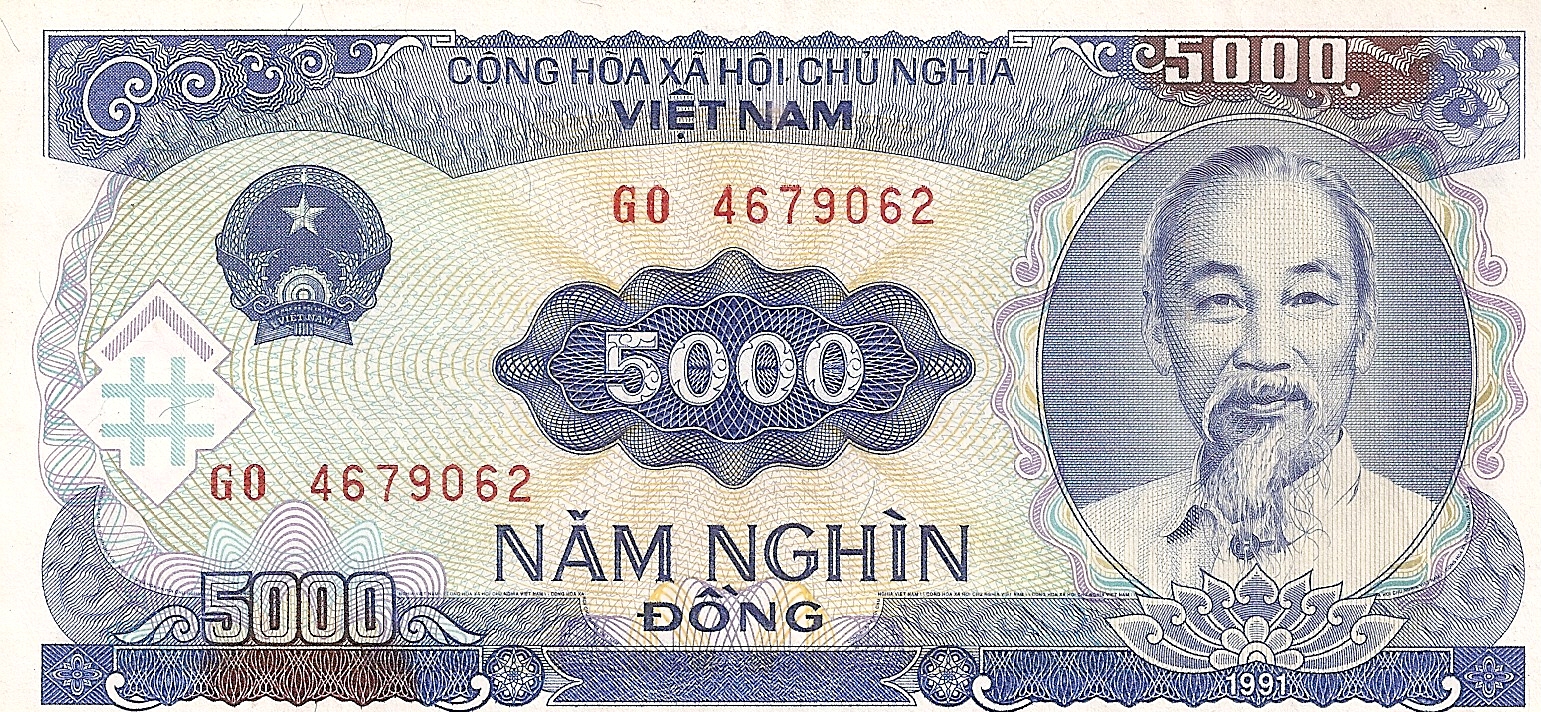 CỘNG HÒA XÃ HỘI CHỦ NGHĨA
VIỆT NAM
5000
GO 4679062
VIỆT NAM
5000
GO 4679062
NĂM NGHÌN
ĐỒNG
5000
1991